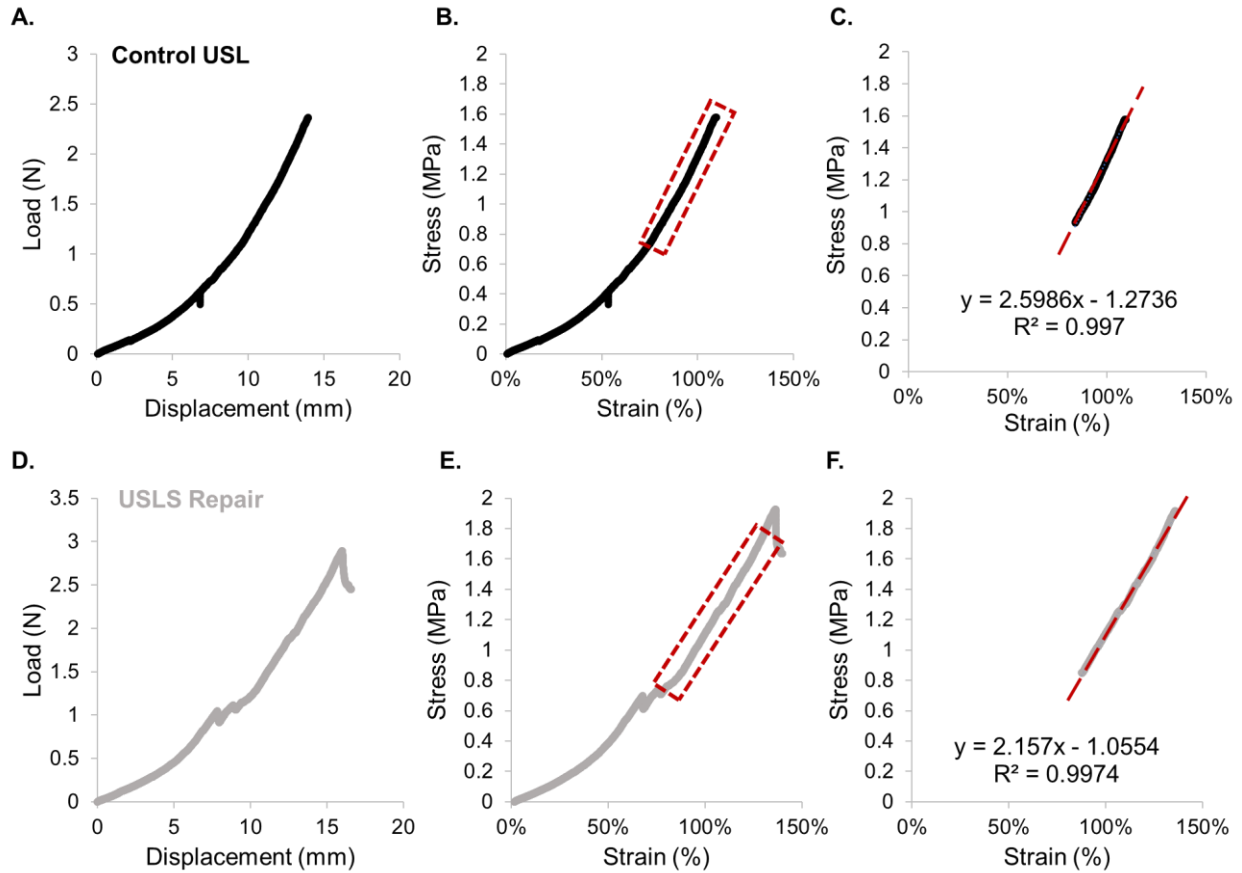 A.
Control USL
3
2.5
2
1.5
1
0.5
0
Load (N)
0 5 10 15 20
Displacement (mm)
B.
2
1.8
1.6
1.4
1.2
1
0.8
0.6
0.4
0.2
0
Stress (MPa)
0% 50% 100% 150%
Strain (%)
C.
2
1.8
1.6
1.4
1.2
1
0.8
0.6
0.4
0.2
0
Stress (MPa)
y = 2.5986x - 1.2736
R² = 0.997
0% 50% 100% 150%
Strain (%)
D.
USLS Repair
3.5
3
2.5
2
1.5
1
0.5
0
Load (N)
0 5 10 15 20
Displacement (mm)
E.
2
1.8
1.6
1.4
1.2
1
0.8
0.6
0.4
0.2
0
Stress (MPa)
0% 50% 100% 150%
Strain (%)
F.
2
1.8
1.6
1.4
1.2
1
0.8
0.6
0.4
0.2
0
Stress (MPa)
y = 2.157x - 1.0554
R² = 0.9974
0% 50% 100% 150%
Strain (%)